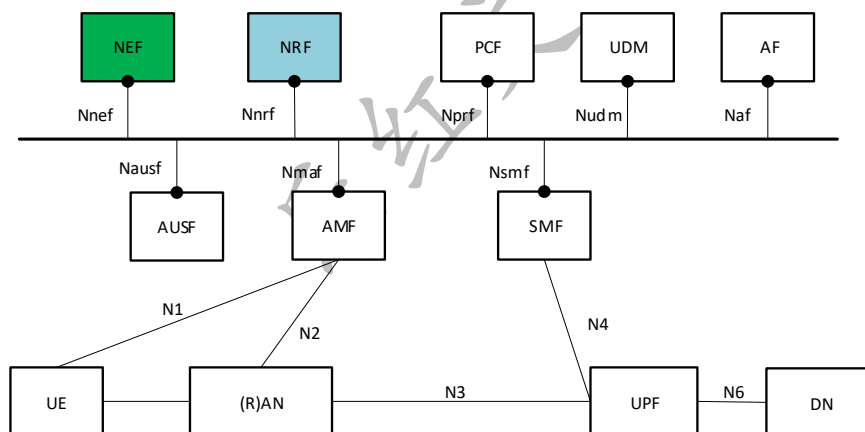 NEF NRF PCF UDM AF
Nnef Nnrf Nprf Nudm Naf
Nausf Nmaf Nsmf
AUSF AMF SMF
N1
N2 N4
N3 N6
UE (R)AN UPF DN